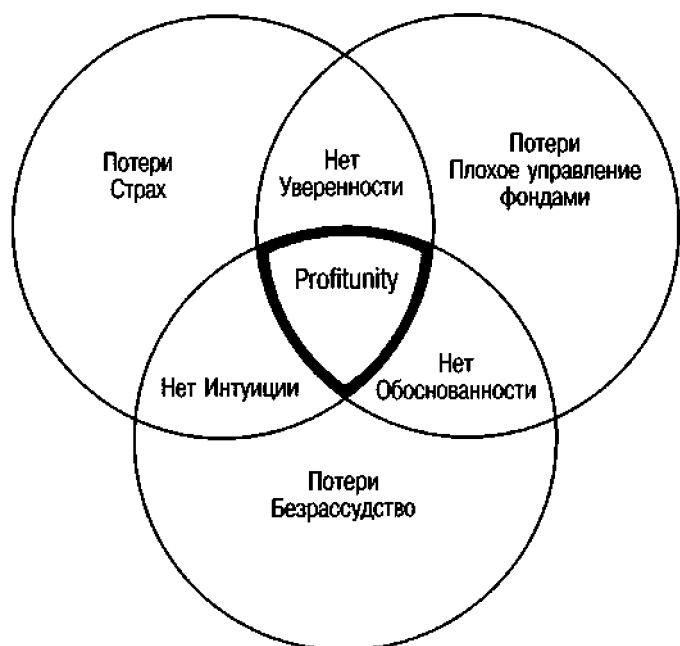 Потери
Страх
Нет
Уверенности
Потери
Плохое управление
фондами
Profitunity
Нет Интуиции
Нет
Обоснованности
Потери
Безрассудство